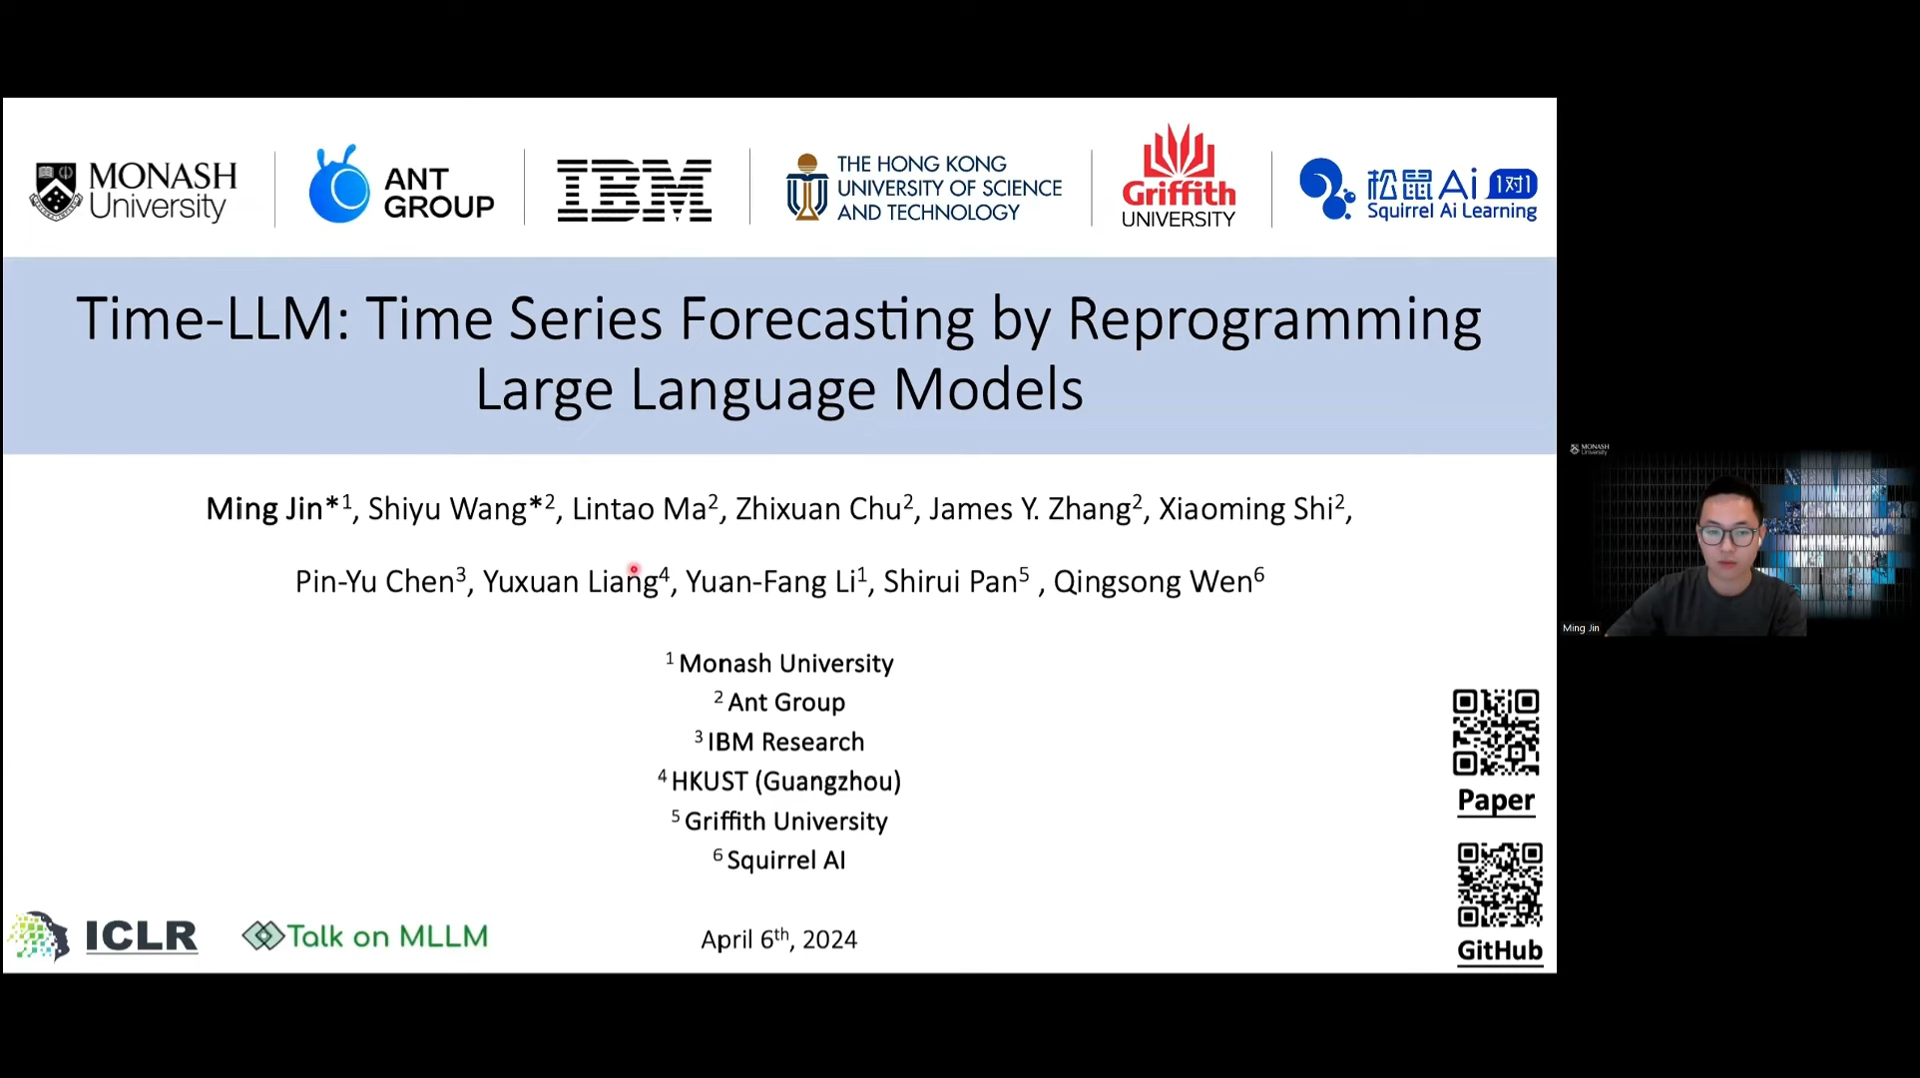 MONASH
University
ANT
GROUP
IBM
THE HONG KONG
UNIVERSITY OF SCIENCE
AND TECHNOLOGY
Griffith
UNIVERSITY
松鼠Ai 1对1
Squirrel Ai Learning
Time-LLM: Time Series Forecasting by Reprogramming
Large Language Models
Ming Jin*1, Shiyu Wang*2, Lintao Ma2, Zhixuan Chu2, James Y. Zhang2, Xiaoming Shi2,
Pin-Yu Chen3, Yuxuan Liang4, Yuan-Fang Li1, Shirui Pan5 , Qingsong Wen6
1 Monash University
2 Ant Group
3 IBM Research
4 HKUST (Guangzhou)
5 Griffith University
6 Squirrel AI
Paper
GitHub
ICLR
Talk on MLLM
April 6th, 2024
MONASH
University
Ming Jin